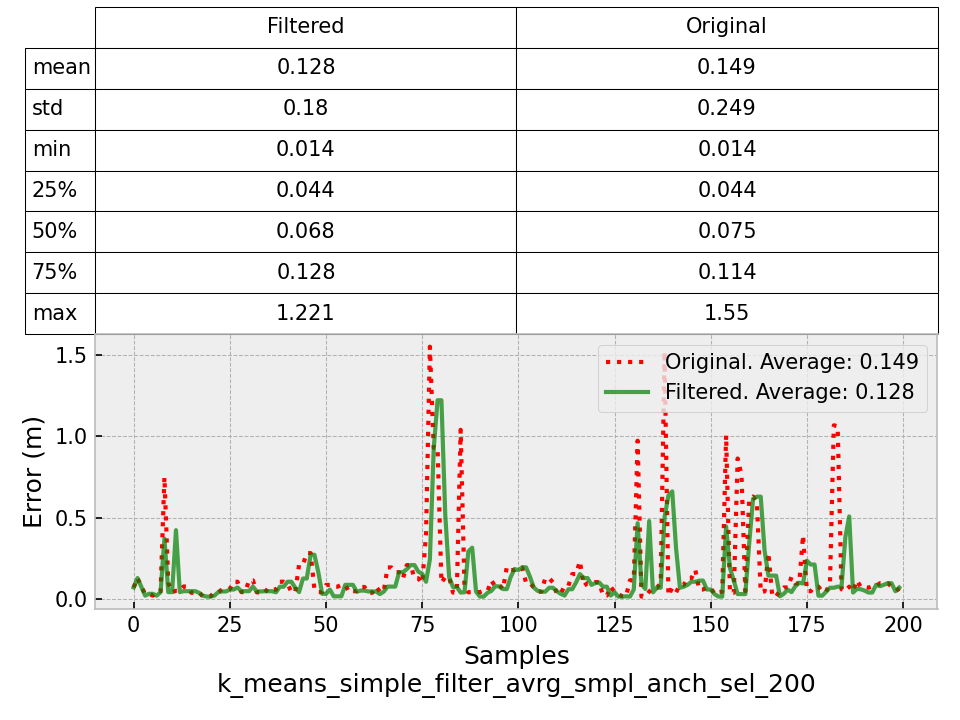 Filtered Original
mean 0.128 0.149
std 0.18 0.249
min 0.014 0.014
25% 0.044 0.044
50% 0.068 0.075
75% 0.128 0.114
max 1.221 1.55
1.5
1.0
0.5
0.0
Error (m)
Original. Average: 0.149
Filtered. Average: 0.128
0 25 50 75 100 125 150 175 200
Samples
k_means_simple_filter_avrg_smpl_anch_sel_200